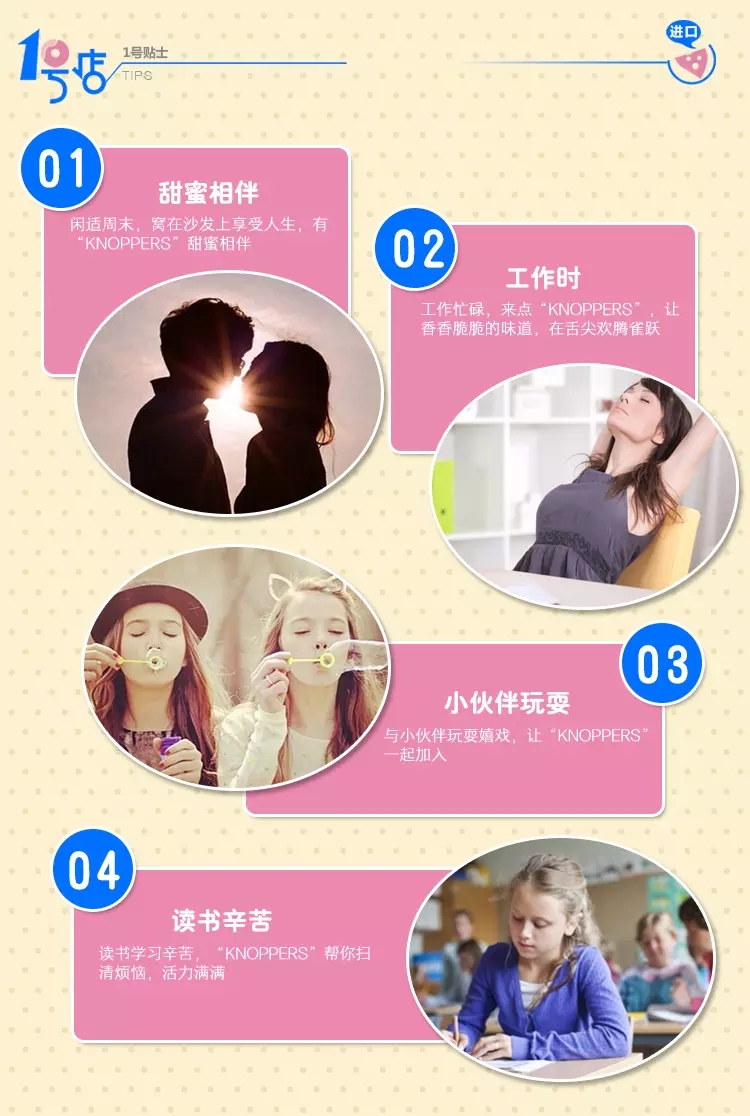 1号店
1号贴士
TIPS
进口
01
甜蜜相伴
闲适周末，窝在沙发上享受人生，有
“KNOPPERS”甜蜜相伴
02
工作时
工作忙碌，来点“KNOPPERS”，让
香香脆脆的味道，在舌尖欢腾雀跃
03
小伙伴玩耍
与小伙伴玩耍嬉戏，让“KNOPPERS”
一起加入
04
读书辛苦
读书学习辛苦，“KNOPPERS”帮你扫
清烦恼，活力满满